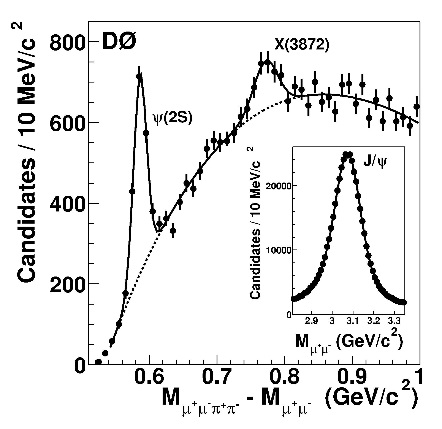 DØ
X(3872)
ψ(2S)
Candidates / 10 MeV/c²
800
600
400
200
0
0.6 0.7 0.8 0.9 1
M_μ⁺μ⁻π⁺π⁻ - M_μ⁺μ⁻ (GeV/c²)
J/ψ
Candidates / 10 MeV/c²
20000
10000
0
2.9 3 3.1 3.2 3.3
M_μ⁺μ⁻ (GeV/c²)